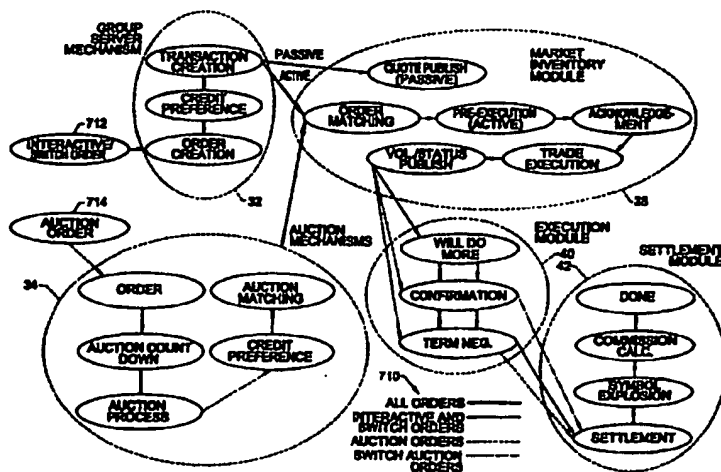 GROUP
SERVER
MECHANISM
TRANSACTION
CREATION
PASSIVE
ACTIVE
QUOTE PUBLISH
(PASSIVE)
MARKET
INVENTORY
MODULE
CREDIT
PREFERENCE
ORDER
MATCHING
PRE-EXECUTION
(ACTIVE)
ACKNOWLEDGE-
MENT
712
INTERACTIVE/
SWITCH ORDER
ORDER
CREATION
VOL/STATUS
PUBLISH
TRADE
EXECUTION
32
38
714
AUCTION
ORDER
AUCTION
MECHANISMS
EXECUTION
MODULE
40
42
SETTLEMENT
MODULE
34
ORDER
AUCTION
MATCHING
WILL DO
MORE
CONFIRMATION
TERM NEG.
DONE
AUCTION COUNT
DOWN
CREDIT
PREFERENCE
COMMISSION
CALC.
AUCTION
PROCESS
SYMBOL
EXPLOSION
SETTLEMENT
710
ALL ORDERS
INTERACTIVE AND
SWITCH ORDERS
AUCTION ORDERS
SWITCH AUCTION
ORDERS